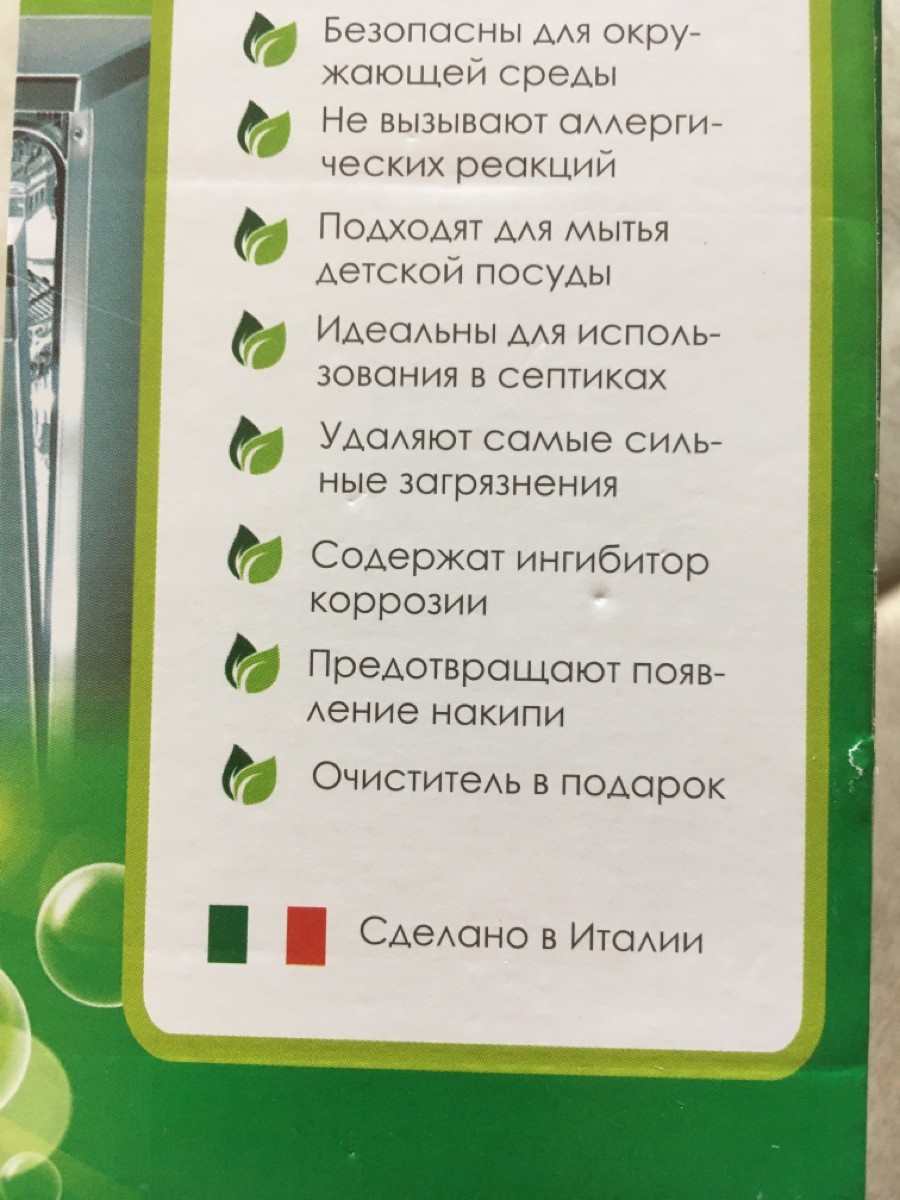 Безопасны для окру-
жающей среды
Не вызывают аллерги-
ческих реакций
Подходят для мытья
детской посуды
Идеальны для исполь-
зования в септиках
Удаляют самые силь-
ные загрязнения
Содержат ингибитор
коррозии
Предотвращают появ-
ление накипи
Очиститель в подарок
Сделано в Италии